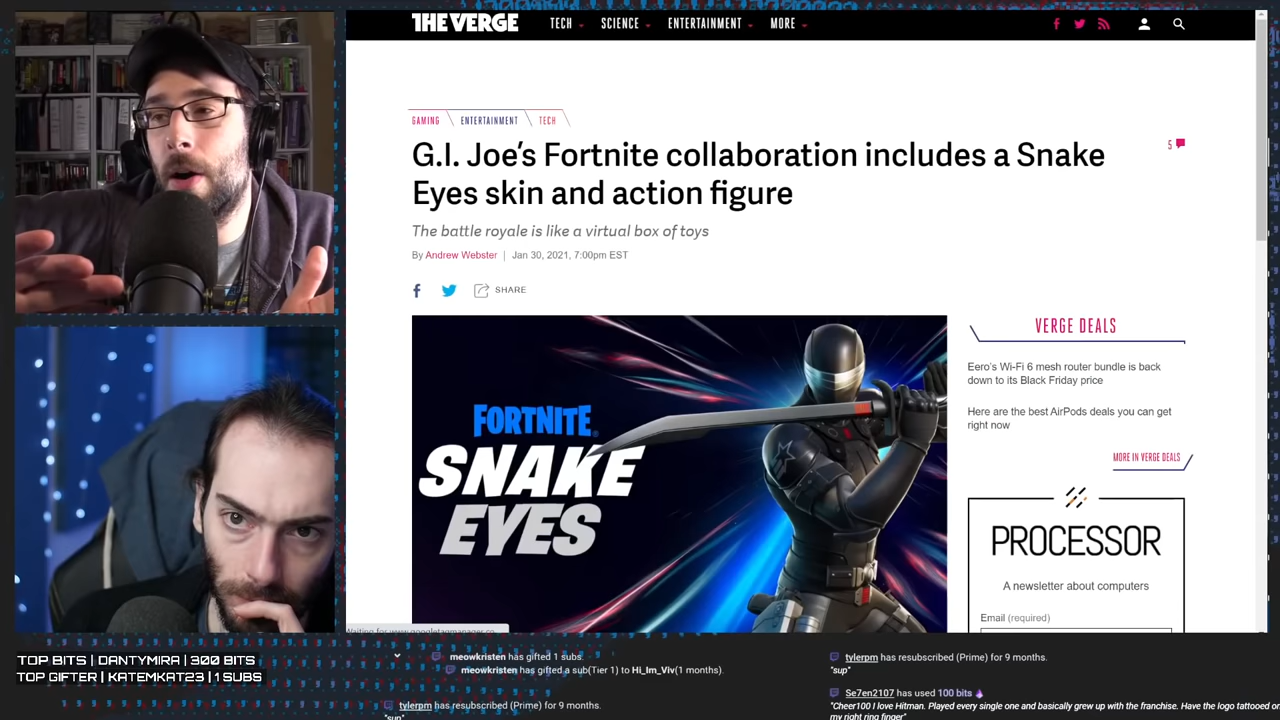 THE VERGE
TECH
SCIENCE
ENTERTAINMENT
MORE
GAMING
ENTERTAINMENT
TECH
G.I. Joe's Fortnite collaboration includes a Snake
Eyes skin and action figure
5
The battle royale is like a virtual box of toys
By Andrew Webster | Jan 30, 2021, 7:00pm EST
SHARE
FORTNITE
SNAKE
EYES
VERGE DEALS
Eero's Wi-Fi 6 mesh router bundle is back
down to its Black Friday price
Here are the best AirPods deals you can get
right now
MORE IN VERGE DEALS
PROCESSOR
A newsletter about computers
Email (required)
TOP BITS | DANTYMIRA | 300 BITS
TOP GIFTER | KATEMKAT23 | 1 SUBS
meowkristen has gifted 1 subs.
meowkristen has gifted a sub(Tier 1) to Hi_Im_Viv(1 months).
tylerpm has resubscribed (Prime) for 9 months.
"sup"
tylerpm has resubscribed (Prime) for 9 months.
"sup"
Se7en2107 has used 100 bits
"Cheer100 I love Hitman. Played every single one and basically grew up with the franchise. Have the logo tattooed on
my right ring finger"